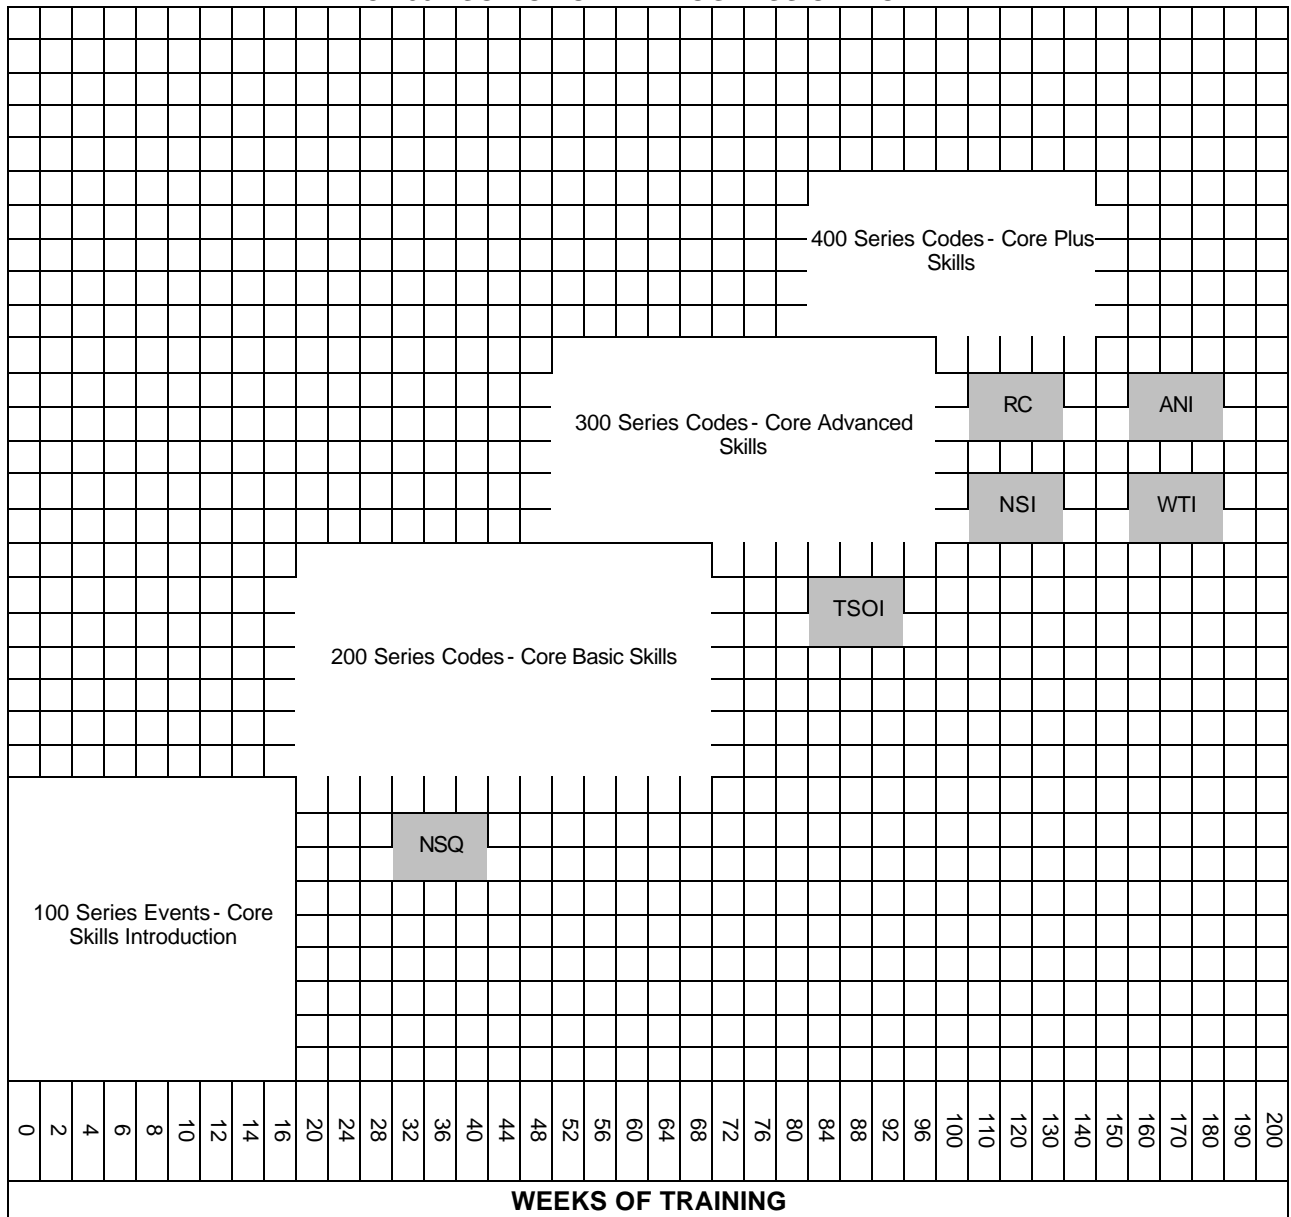 400 Series Codes - Core Plus
Skills
300 Series Codes - Core Advanced
Skills
RC
ANI
NSI
WTI
TSOI
200 Series Codes - Core Basic Skills
NSQ
100 Series Events - Core
Skills Introduction
0 2 4 6 8 10 12 14 16 20 24 28 32 36 40 44 48 52 56 60 64 68 72 76 80 84 88 92 96 100 110 120 130 140 150 160 170 180 190 200
WEEKS OF TRAINING